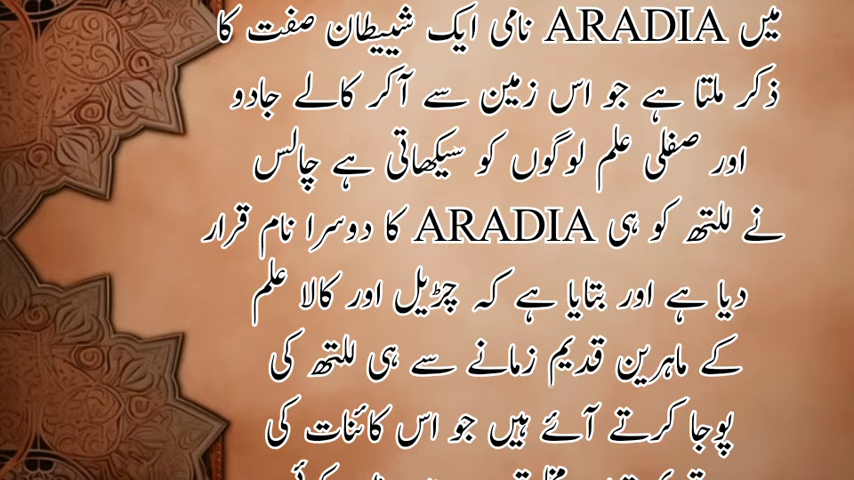 میں ARADIA نامی ایک شییطان صفت کا
ذکر ملتا ہے جو اس زمین سے آکر کالے جادو
اور صفلی علم لوگوں کو سیکھاتی ہے چالس
نے للتھ کو ہی ARADIA کا دوسرا نام قرار
دیا ہے اور بتایا ہے کہ چڑیل اور کالا علم
کے ماہرین قدیم زمانے سے ہی للتھ کی
پوجا کرتے آئے ہیں جو اس کائنات کی